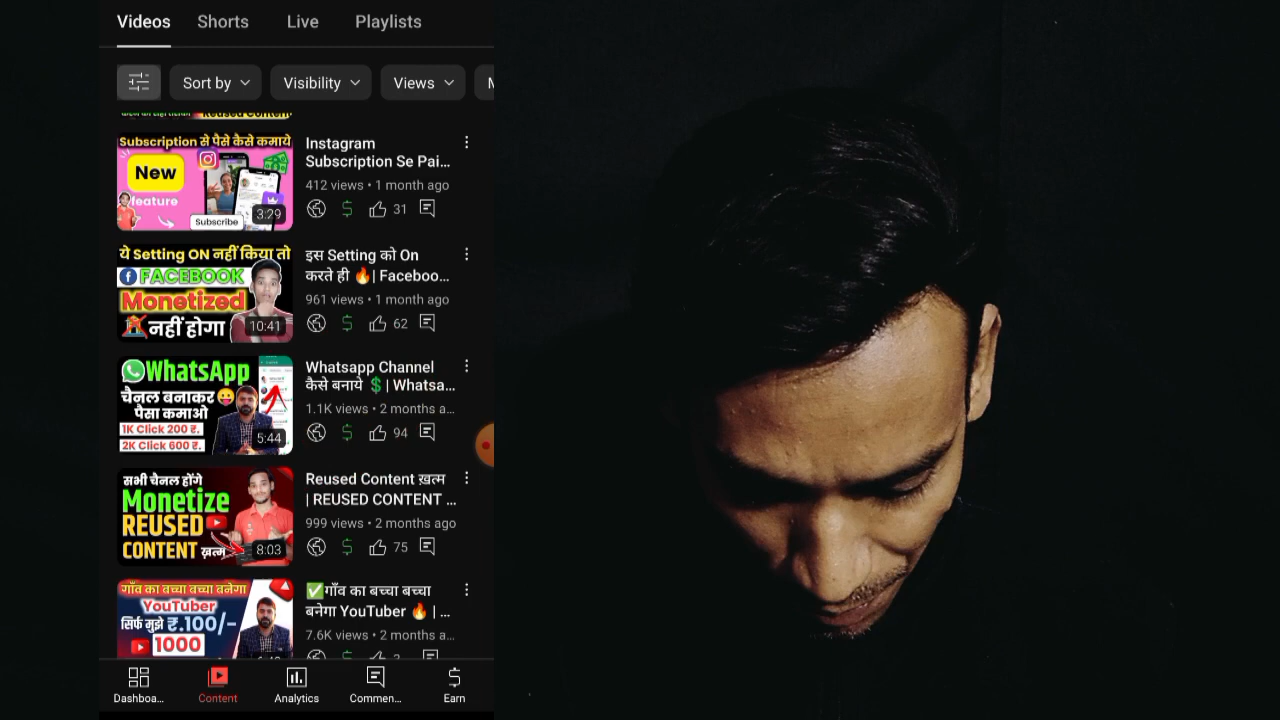 Videos Shorts Live Playlists
Sort by Visibility Views
Subscription से पैसे कैसे कमाये
New
feature
Subscribe
3:29
Instagram
Subscription Se Pai...
412 views • 1 month ago
31
ये Setting ON नहीं किया तो
FACEBOOK
Monetized
नहीं होगा
10:41
इस Setting को On
करते ही 🔥| Faceboo...
961 views • 1 month ago
62
WhatsApp
चैनल बनाकर
पैसा कमाओ
1K Click 200 ₹.
2K Click 600 ₹.
5:44
Whatsapp Channel
कैसे बनाये 💲| Whatsa...
1.1K views • 2 months a...
94
सभी चैनल होंगे
Monetize
REUSED
CONTENT ख़त्म
8:03
Reused Content ख़त्म
| REUSED CONTENT ...
999 views • 2 months ago
75
गाँव का बच्चा बच्चा बनेगा
YouTuber
सिर्फ मुझे ₹.100/-
1000
✅गाँव का बच्चा बच्चा
बनेगा YouTuber 🔥 | ...
7.6K views • 2 months a...
Dashboa... Content Analytics Commen... Earn